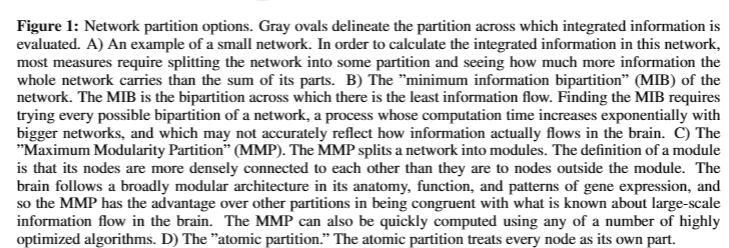 Figure 1: Network partition options. Gray ovals delineate the partition across which integrated information is
evaluated. A) An example of a small network. In order to calculate the integrated information in this network,
most measures require splitting the network into some partition and seeing how much more information the
whole network carries than the sum of its parts. B) The ”minimum information bipartition” (MIB) of the
network. The MIB is the bipartition across which there is the least information flow. Finding the MIB requires
trying every possible bipartition of a network, a process whose computation time increases exponentially with
bigger networks, and which may not accurately reflect how information actually flows in the brain. C) The
”Maximum Modularity Partition” (MMP). The MMP splits a network into modules. The definition of a module
is that its nodes are more densely connected to each other than they are to nodes outside the module. The
brain follows a broadly modular architecture in its anatomy, function, and patterns of gene expression, and
so the MMP has the advantage over other partitions in being congruent with what is known about large-scale
information flow in the brain. The MMP can also be quickly computed using any of a number of highly
optimized algorithms. D) The ”atomic partition.” The atomic partition treats every node as its own part.